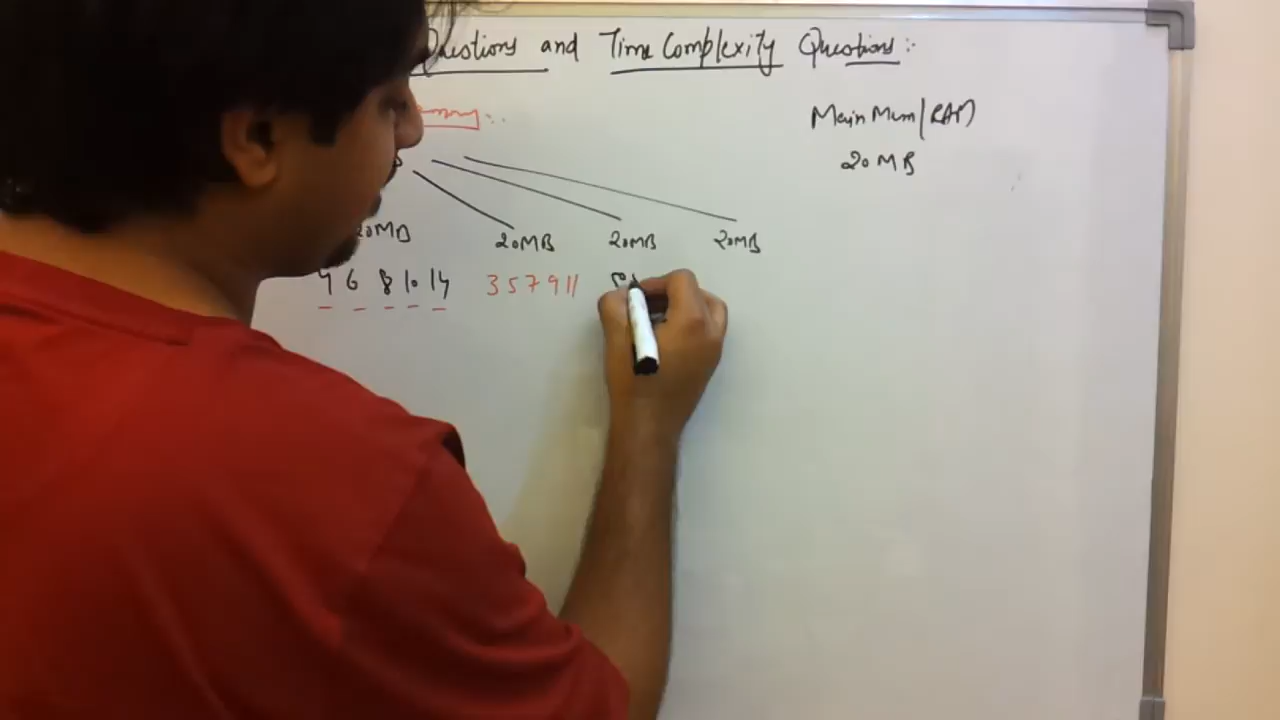 Questions and Time Complexity Questions:
Main Mem/RAM
20 MB
20MB 20MB 20MB 20MB
4 6 8 10 14 3 5 7 9 11